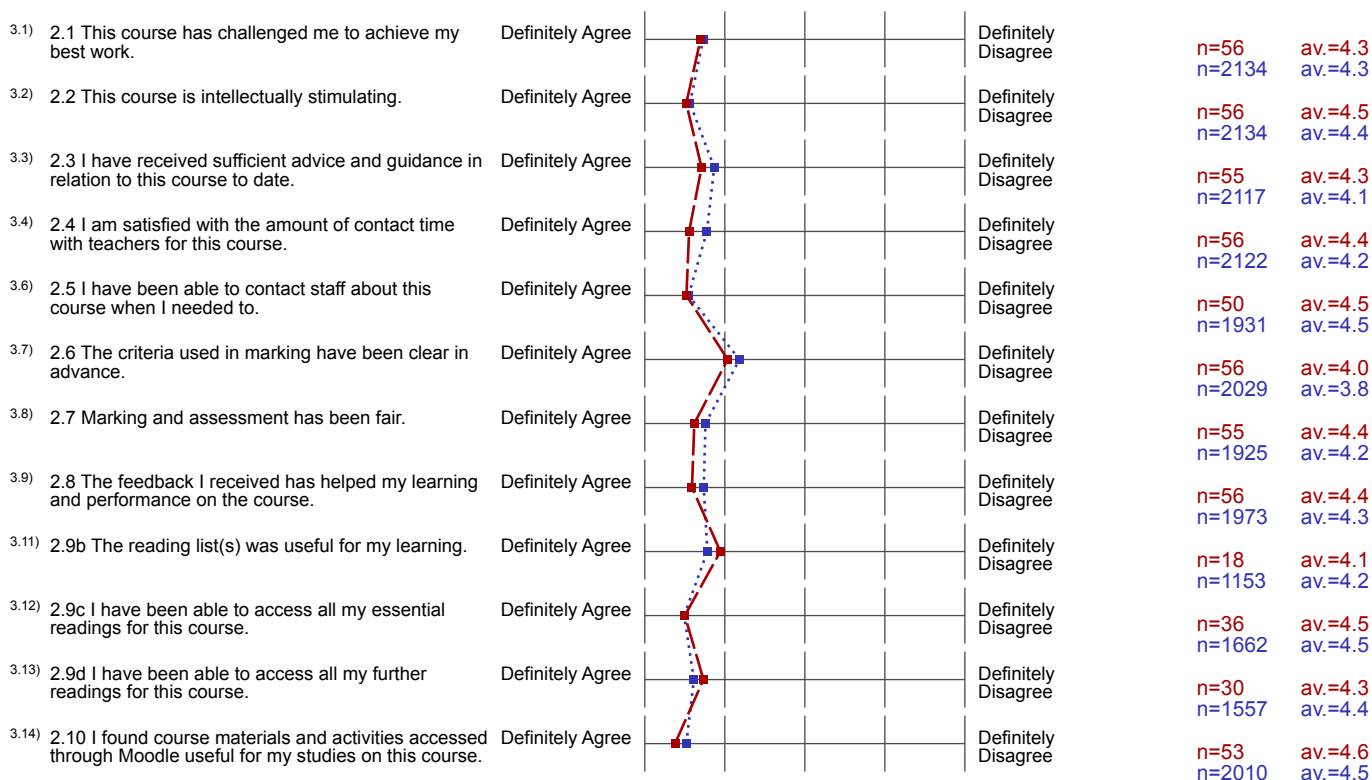 3.1) 2.1 This course has challenged me to achieve my best work. Definitely Agree Definitely Disagree n=56 av.=4.3
n=2134 av.=4.3
3.2) 2.2 This course is intellectually stimulating. Definitely Agree Definitely Disagree n=56 av.=4.5
n=2134 av.=4.4
3.3) 2.3 I have received sufficient advice and guidance in relation to this course to date. Definitely Agree Definitely Disagree n=55 av.=4.3
n=2117 av.=4.1
3.4) 2.4 I am satisfied with the amount of contact time with teachers for this course. Definitely Agree Definitely Disagree n=56 av.=4.4
n=2122 av.=4.2
3.6) 2.5 I have been able to contact staff about this course when I needed to. Definitely Agree Definitely Disagree n=50 av.=4.5
n=1931 av.=4.5
3.7) 2.6 The criteria used in marking have been clear in advance. Definitely Agree Definitely Disagree n=56 av.=4.0
n=2029 av.=3.8
3.8) 2.7 Marking and assessment has been fair. Definitely Agree Definitely Disagree n=55 av.=4.4
n=1925 av.=4.2
3.9) 2.8 The feedback I received has helped my learning and performance on the course. Definitely Agree Definitely Disagree n=56 av.=4.4
n=1973 av.=4.3
3.11) 2.9b The reading list(s) was useful for my learning. Definitely Agree Definitely Disagree n=18 av.=4.1
n=1153 av.=4.2
3.12) 2.9c I have been able to access all my essential readings for this course. Definitely Agree Definitely Disagree n=36 av.=4.5
n=1662 av.=4.5
3.13) 2.9d I have been able to access all my further readings for this course. Definitely Agree Definitely Disagree n=30 av.=4.3
n=1557 av.=4.4
3.14) 2.10 I found course materials and activities accessed through Moodle useful for my studies on this course. Definitely Agree Definitely Disagree n=53 av.=4.6
n=2010 av.=4.5